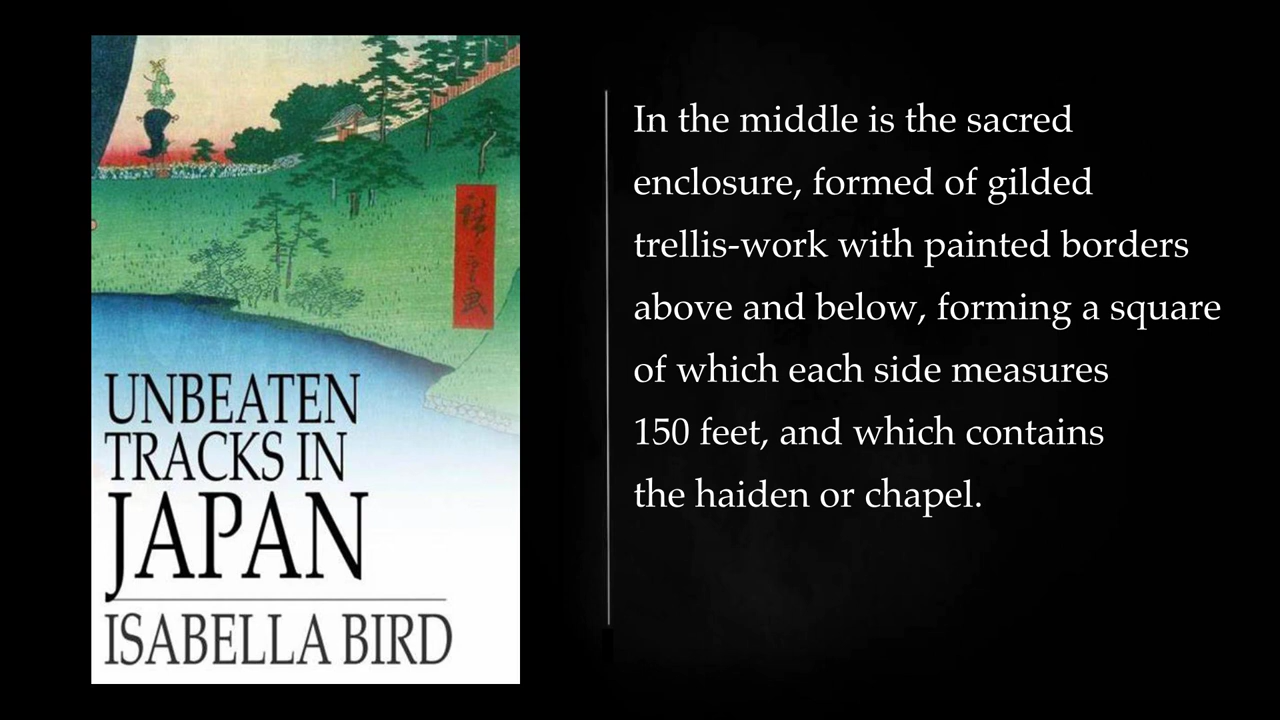 UNBEATEN
TRACKS IN
JAPAN
ISABELLA BIRD
In the middle is the sacred
enclosure, formed of gilded
trellis-work with painted borders
above and below, forming a square
of which each side measures
150 feet, and which contains
the haiden or chapel.